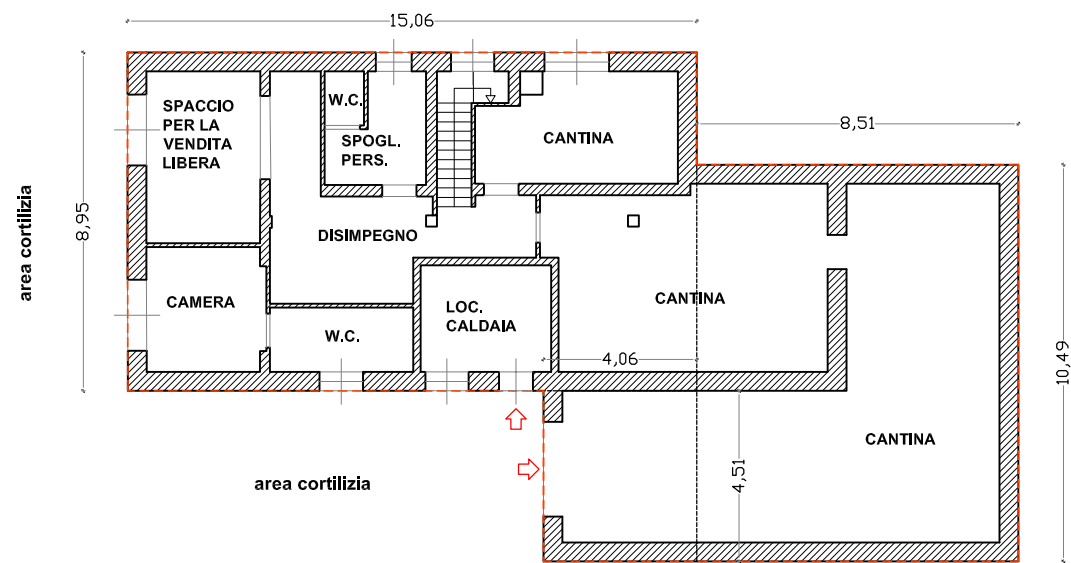 15,06
8,51
SPACCIO
PER LA
VENDITA
LIBERA
W.C.
SPOGL.
PERS.
CANTINA
area cortilizia
8,95
DISIMPEGNO
CAMERA
W.C.
LOC.
CALDAIA
CANTINA
4,06
10,49
CANTINA
4,51
area cortilizia